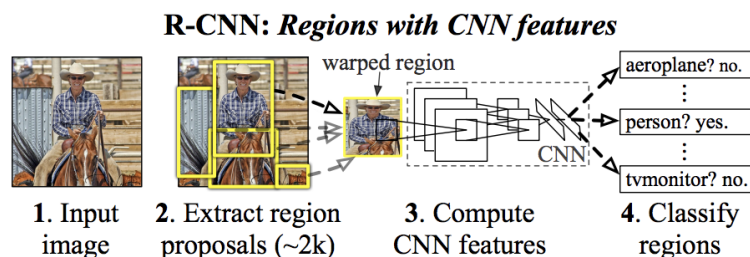 R-CNN: Regions with CNN features
warped region
aeroplane? no.
⋮
person? yes.
⋮
tvmonitor? no.
CNN
1. Input
image
2. Extract region
proposals (~2k)
3. Compute
CNN features
4. Classify
regions